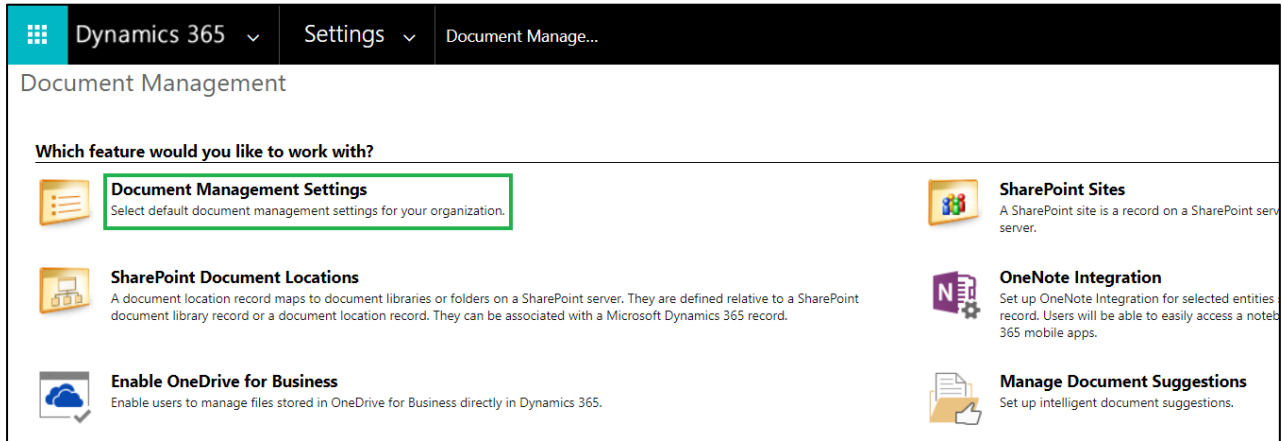 Dynamics 365 Settings Document Manage...
Document Management
Which feature would you like to work with?
Document Management Settings
Select default document management settings for your organization.
SharePoint Sites
A SharePoint site is a record on a SharePoint
server.
SharePoint Document Locations
A document location record maps to document libraries or folders on a SharePoint server. They are defined relative to a SharePoint
document library record or a document location record. They can be associated with a Microsoft Dynamics 365 record.
OneNote Integration
Set up OneNote Integration for selected entities
record. Users will be able to easily access a
365 mobile apps.
Enable OneDrive for Business
Enable users to manage files stored in OneDrive for Business directly in Dynamics 365.
Manage Document Suggestions
Set up intelligent document suggestions.